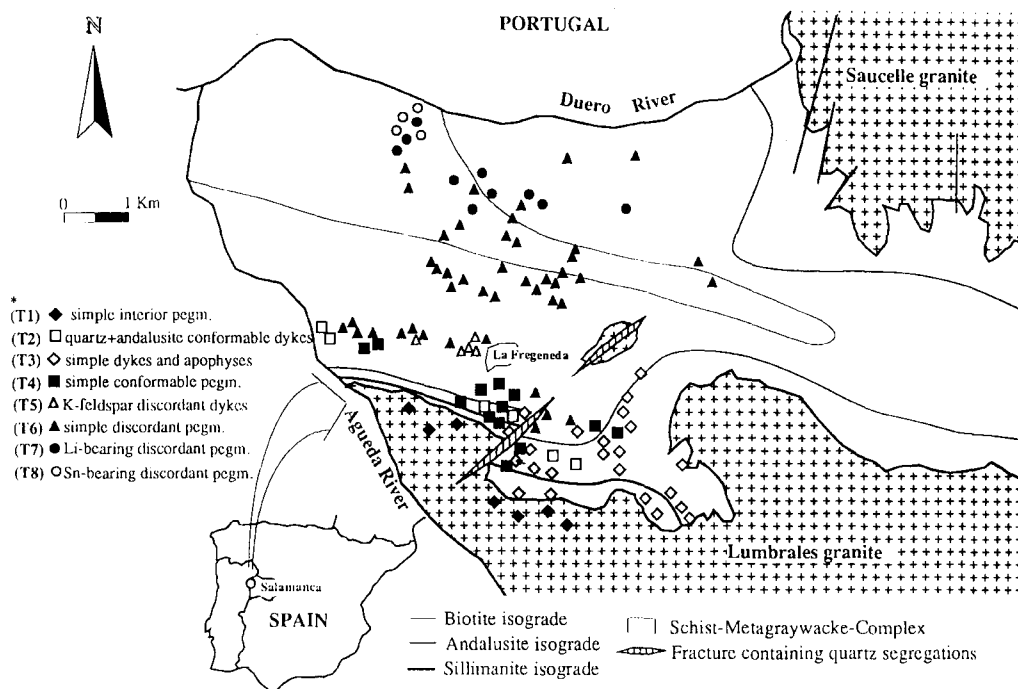 N
PORTUGAL
Saucelle granite
Duero River
0 1 Km
*
(T1) simple interior pegm.
(T2) quartz+andalusite conformable dykes
(T3) simple dykes and apophyses
(T4) simple conformable pegm.
(T5) K-feldspar discordant dykes
(T6) simple discordant pegm.
(T7) Li-bearing discordant pegm.
(T8) Sn-bearing discordant pegm.
La Fregeneda
Agueda River
Lumbrales granite
Salamanca
SPAIN
Biotite isograde
Andalusite isograde
Sillimanite isograde
Schist-Metagraywacke-Complex
Fracture containing quartz segregations